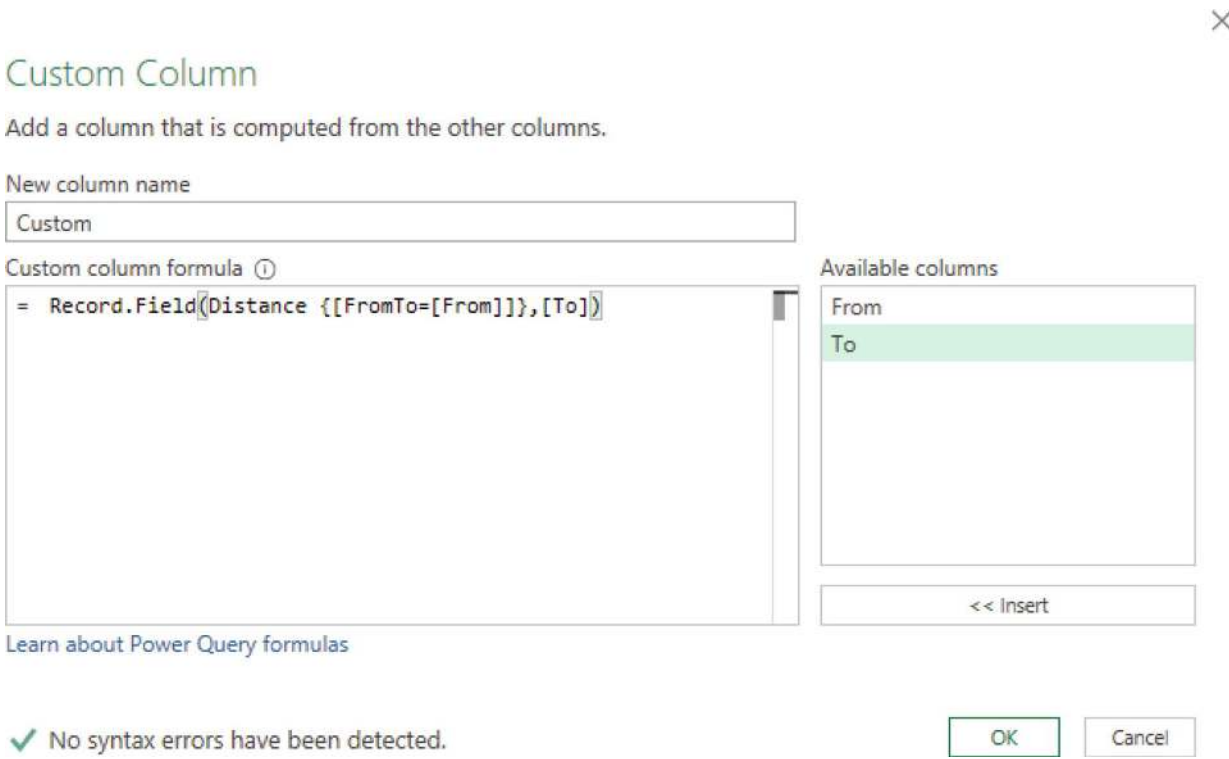 Custom Column
Add a column that is computed from the other columns.
New column name
Custom
Custom column formula
Available columns
= Record.Field(Distance {[FromTo=[From]]},[To])
From
To
<< Insert
Learn about Power Query formulas
No syntax errors have been detected.
OK
Cancel